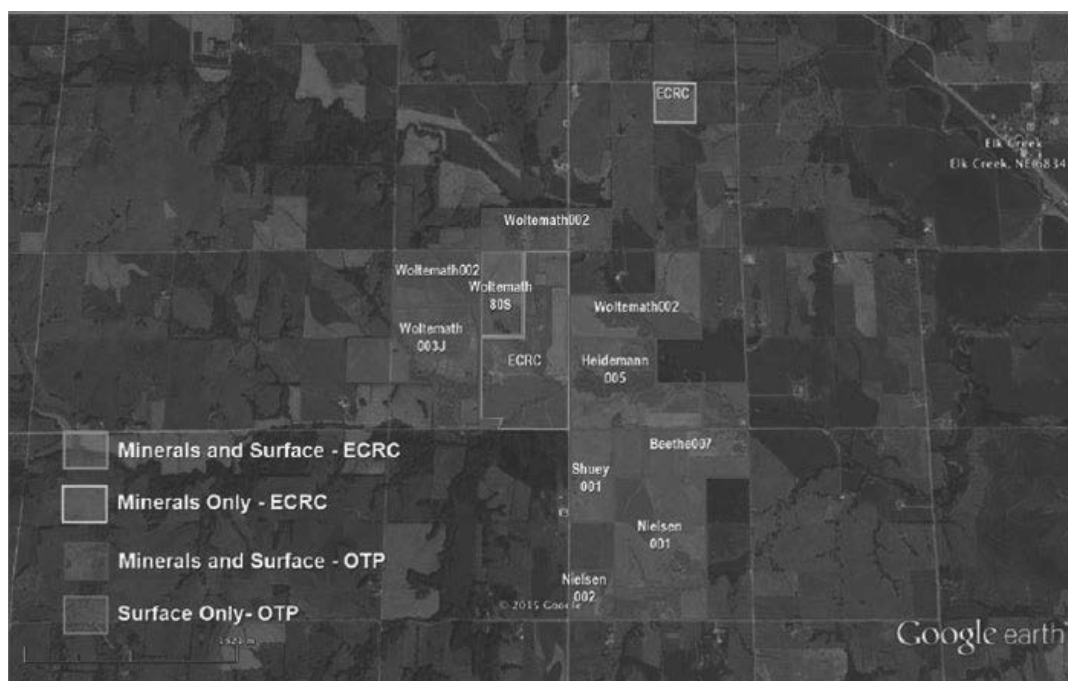 ECRC
Elk Creek
Elk Creek, NE 6834
Woltemath002
Woltemath002
Woltemath
80S
Woltemath002
Woltemath
003J
ECRC
Heidemann
005
Minerals and Surface - ECRC
Beethe007
Shuey
001
Minerals Only - ECRC
Nielsen
001
Minerals and Surface - OTP
Nielsen
002
© 2015 Google
Surface Only- OTP
Google earth